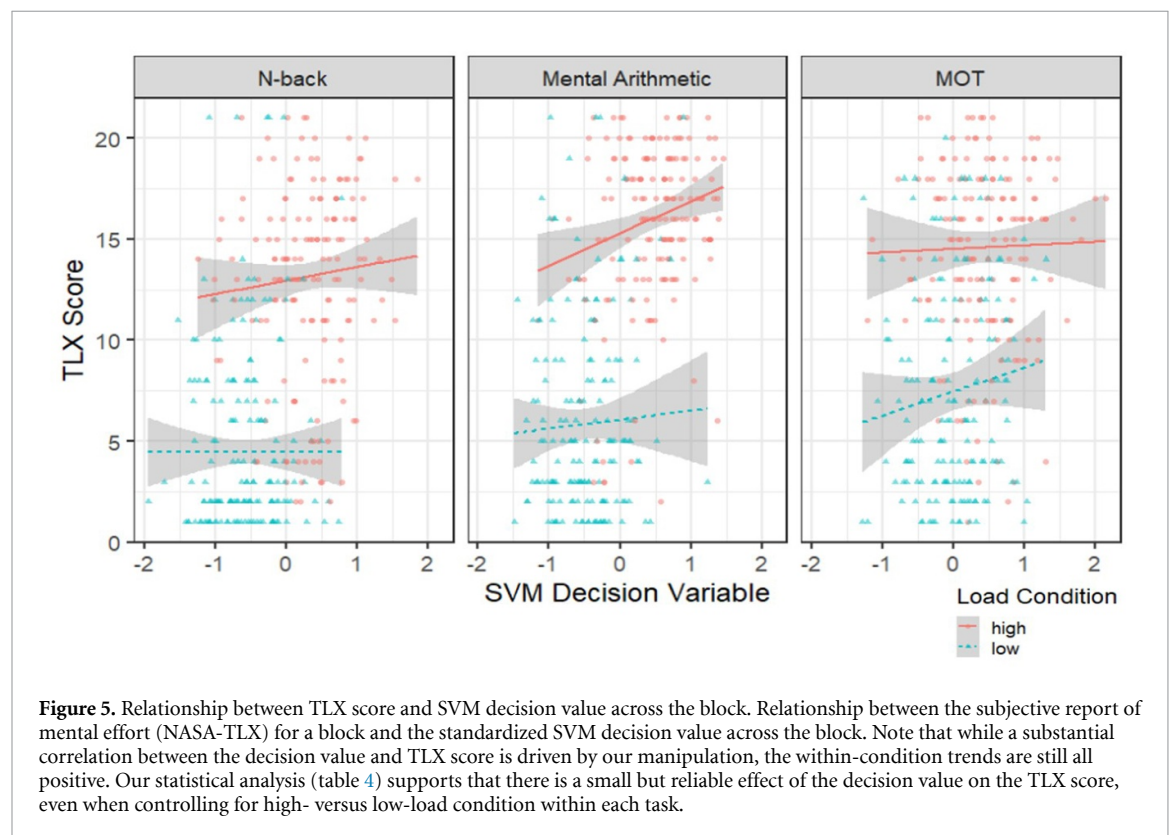 N-back Mental Arithmetic MOT
20
15
10
5
0
TLX Score
-2 -1 0 1 2 -2 -1 0 1 2 -2 -1 0 1 2
SVM Decision Variable
Load Condition
high
low
Figure 5. Relationship between TLX score and SVM decision value across the block. Relationship between the subjective report of
mental effort (NASA-TLX) for a block and the standardized SVM decision value across the block. Note that while a substantial
correlation between the decision value and TLX score is driven by our manipulation, the within-condition trends are still all
positive. Our statistical analysis (table 4) supports that there is a small but reliable effect of the decision value on the TLX score,
even when controlling for high- versus low-load condition within each task.